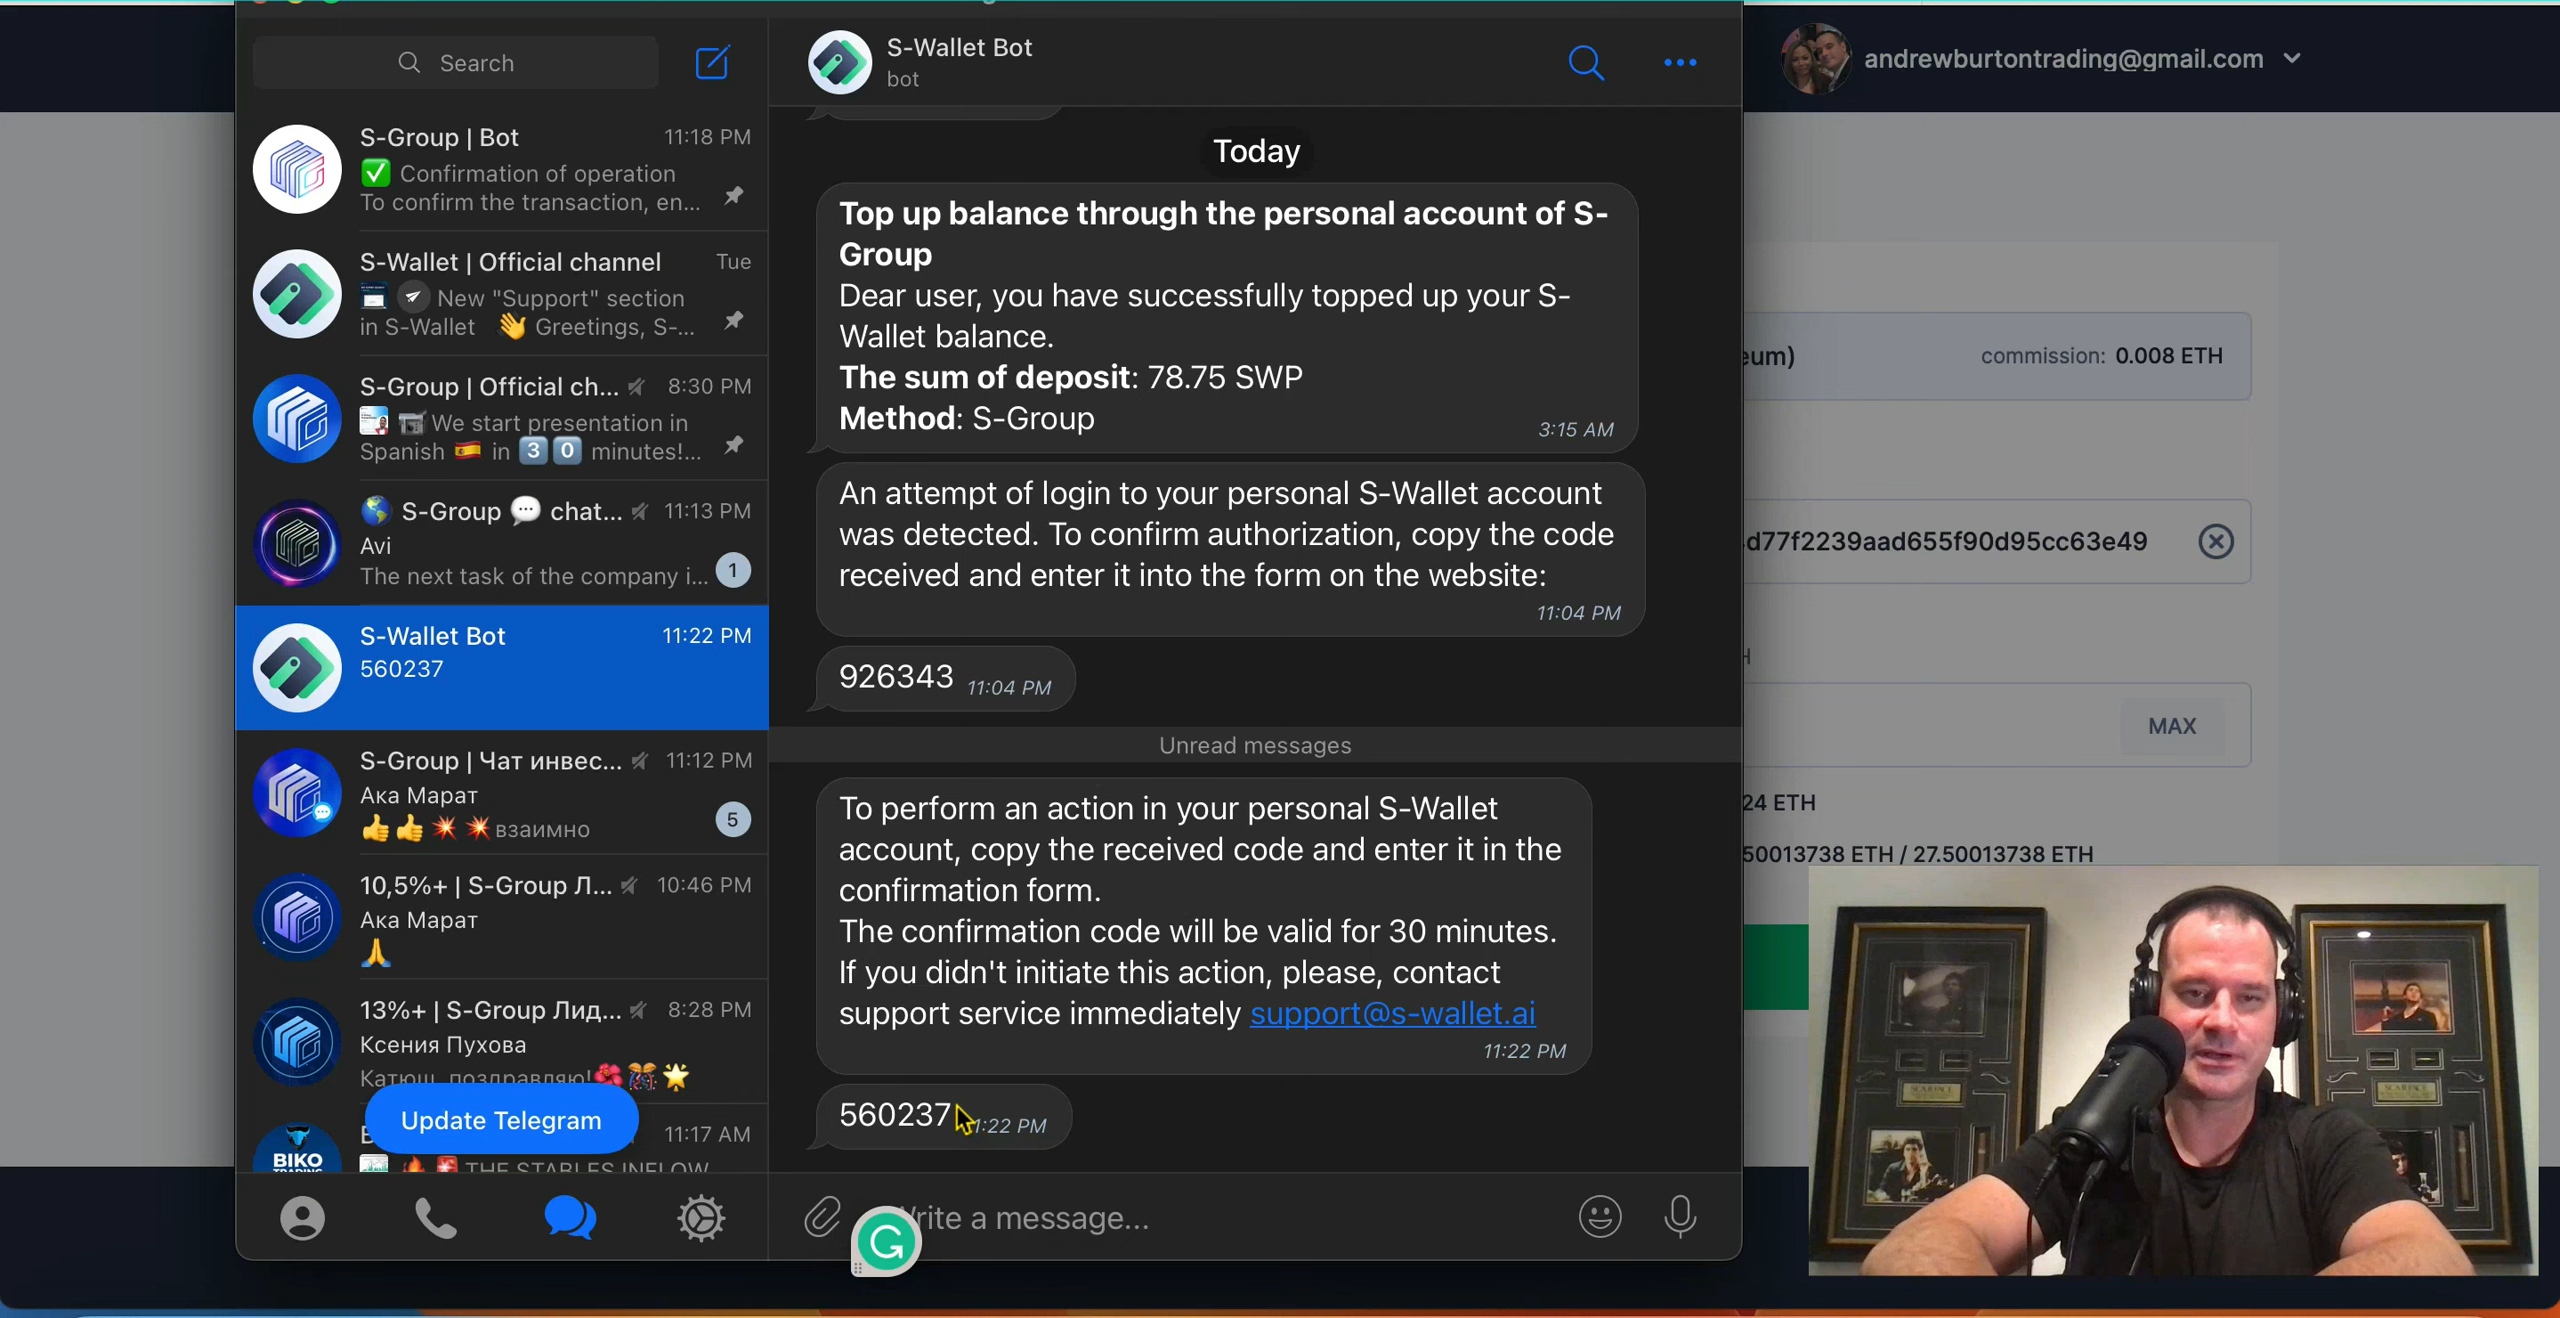 Search
S-Group | Bot 11:18 PM
✅ Confirmation of operation
To confirm the transaction, en...
S-Wallet | Official channel Tue
New "Support" section
in S-Wallet 👋 Greetings, S-...
S-Group | Official ch... 8:30 PM
We start presentation in
Spanish 🇪🇸 in 3️⃣ 0️⃣ minutes!...
🌎 S-Group 💬 chat... 11:13 PM
Avi
The next task of the company i... 1
S-Wallet Bot 11:22 PM
560237
S-Group | Чат инвес... 11:12 PM
Ака Марат
👍👍💥💥взаимно 5
10,5%+ | S-Group Л... 10:46 PM
Ака Марат
🙏
13%+ | S-Group Лид... 8:28 PM
Ксения Пухова
Катюш, поздравляю!🌺🎊🌟
Update Telegram
11:17 AM
BIKO
THE STABLES INFLOW
S-Wallet Bot
bot
Today
Top up balance through the personal account of S-
Group
Dear user, you have successfully topped up your S-
Wallet balance.
The sum of deposit: 78.75 SWP
Method: S-Group
3:15 AM
An attempt of login to your personal S-Wallet account
was detected. To confirm authorization, copy the code
received and enter it into the form on the website:
11:04 PM
926343 11:04 PM
Unread messages
To perform an action in your personal S-Wallet
account, copy the received code and enter it in the
confirmation form.
The confirmation code will be valid for 30 minutes.
If you didn't initiate this action, please, contact
support service immediately support@s-wallet.ai
11:22 PM
560237 1:22 PM
Write a message...
andrewburtontrading@gmail.com
eum) commission: 0.008 ETH
d77f2239aad655f90d95cc63e49
H
MAX
24 ETH
50013738 ETH / 27.50013738 ETH
SCARFACE
SCARFACE